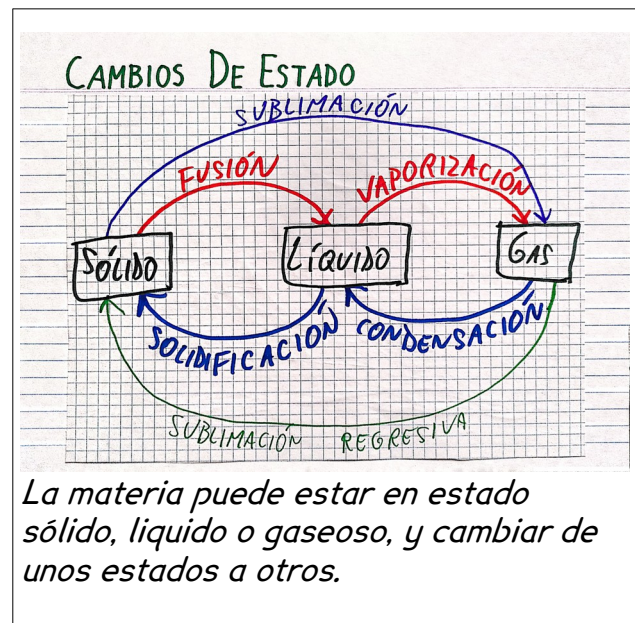 CAMBIOS DE ESTADO
SUBLIMACIÓN
FUSIÓN
VAPORIZACIÓN
SÓLIDO
LÍQUIDO
GAS
SOLIDIFICACIÓN
CONDENSACIÓN
SUBLIMACIÓN REGRESIVA
La materia puede estar en estado
sólido, liquido o gaseoso, y cambiar de
unos estados a otros.